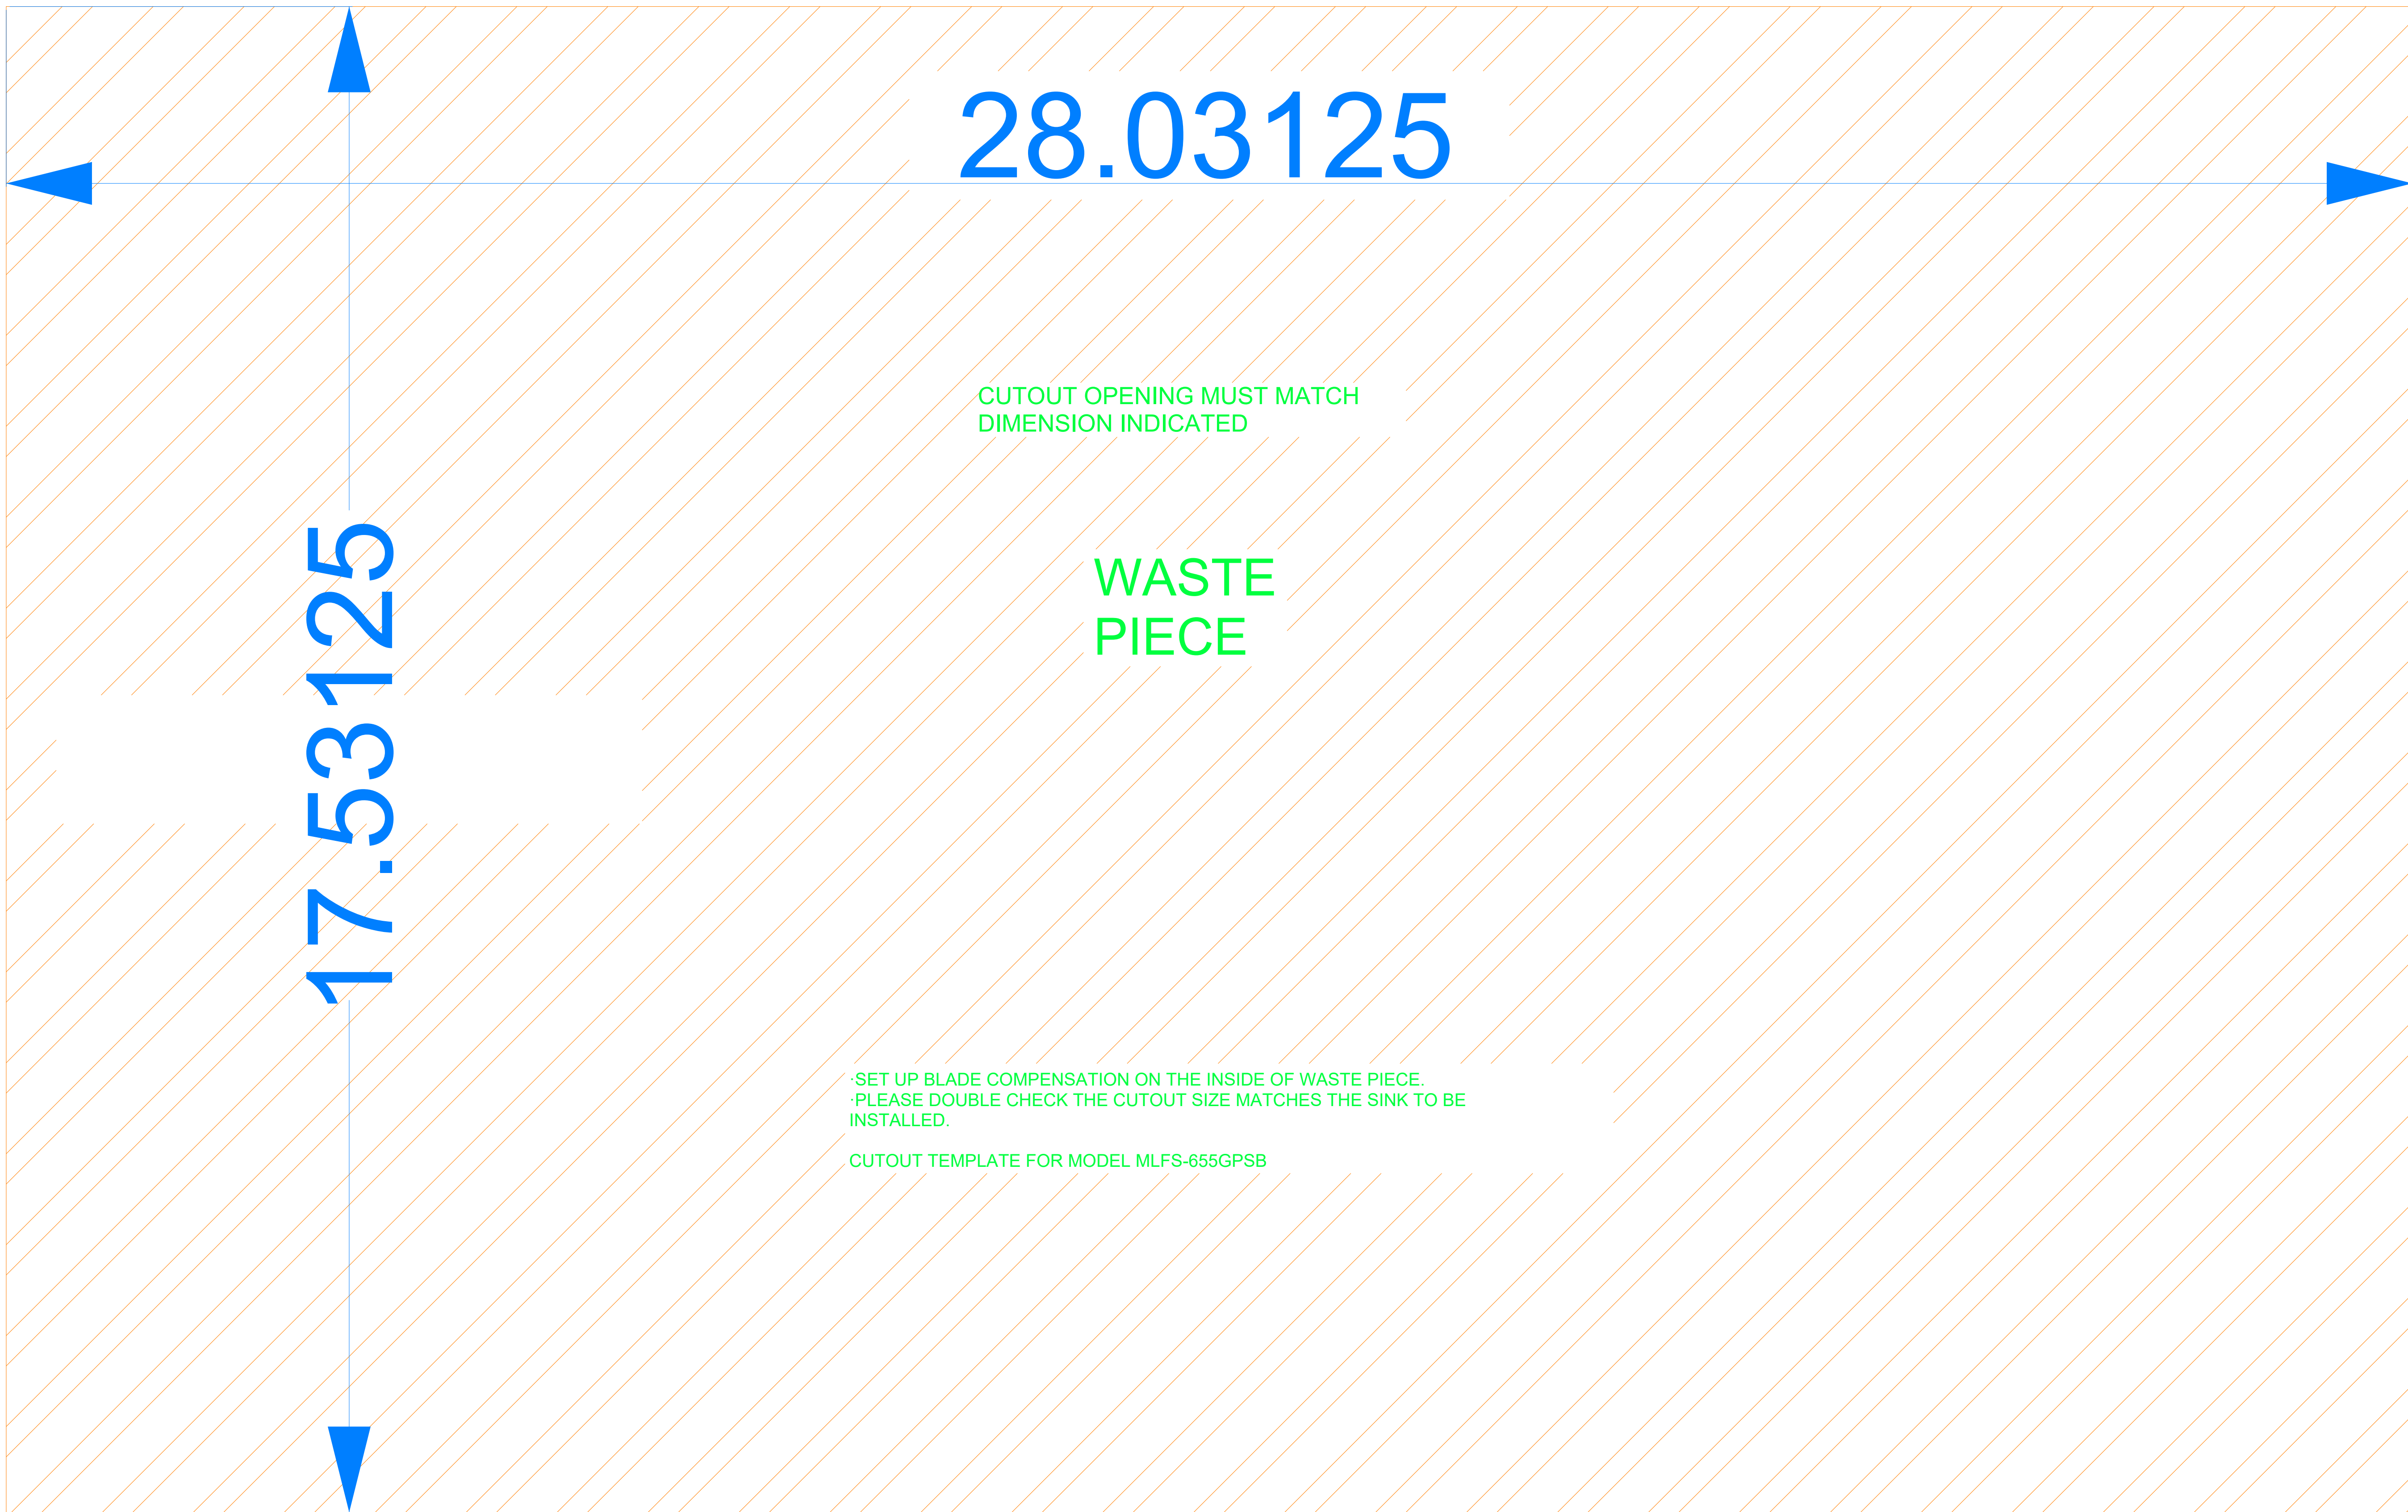 28.03125
CUTOUT OPENING MUST MATCH
DIMENSION INDICATED
17.53125
WASTE
PIECE
·SET UP BLADE COMPENSATION ON THE INSIDE OF WASTE PIECE.
·PLEASE DOUBLE CHECK THE CUTOUT SIZE MATCHES THE SINK TO BE
INSTALLED.
CUTOUT TEMPLATE FOR MODEL MLFS-655GPSB